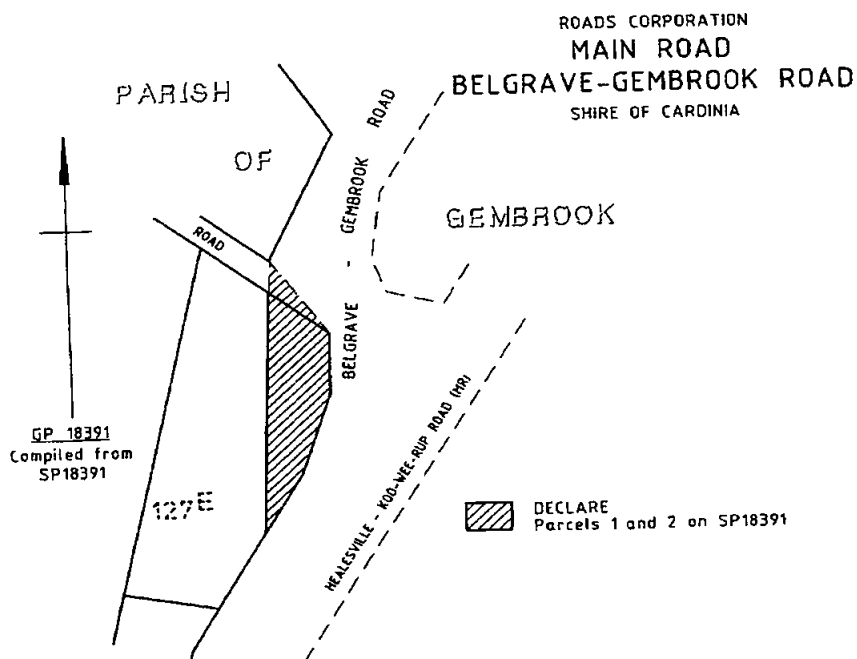 ROADS CORPORATION
MAIN ROAD
BELGRAVE-GEMBROOK ROAD
SHIRE OF CARDINIA
PARISH
OF
GEMBROOK
ROAD
BELGRAVE - GEMBROOK ROAD
HEALESVILLE - KOO-WEE-RUP ROAD (MR)
GP 18391
Compiled from
SP18391
127E
DECLARE
Parcels 1 and 2 on SP18391